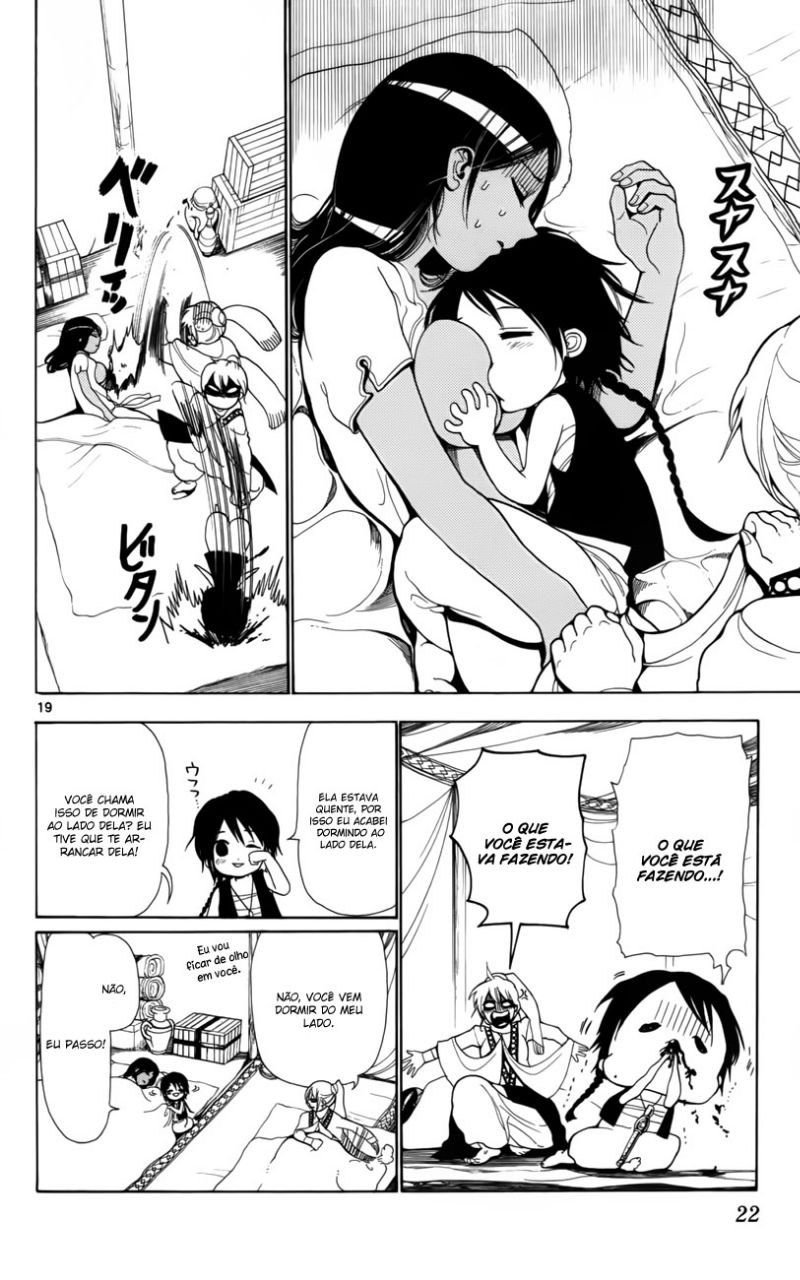 スヤスヤ
ベリィッ
ビタン
19
O QUE
VOCÊ ESTÁ
FAZENDO...!
O QUE
VOCÊ ESTA-
VA FAZENDO!
ELA ESTAVA
QUENTE, POR
ISSO EU ACABEI
DORMINDO AO
LADO DELA.
ウフッ
VOCÊ CHAMA
ISSO DE DORMIR
AO LADO DELA? EU
TIVE QUE TE AR-
RANCAR DELA!
NÃO, VOCÊ VEM
DORMIR DO MEU
LADO.
Eu vou
ficar de olho
em você.
NÃO,
EU PASSO!
22